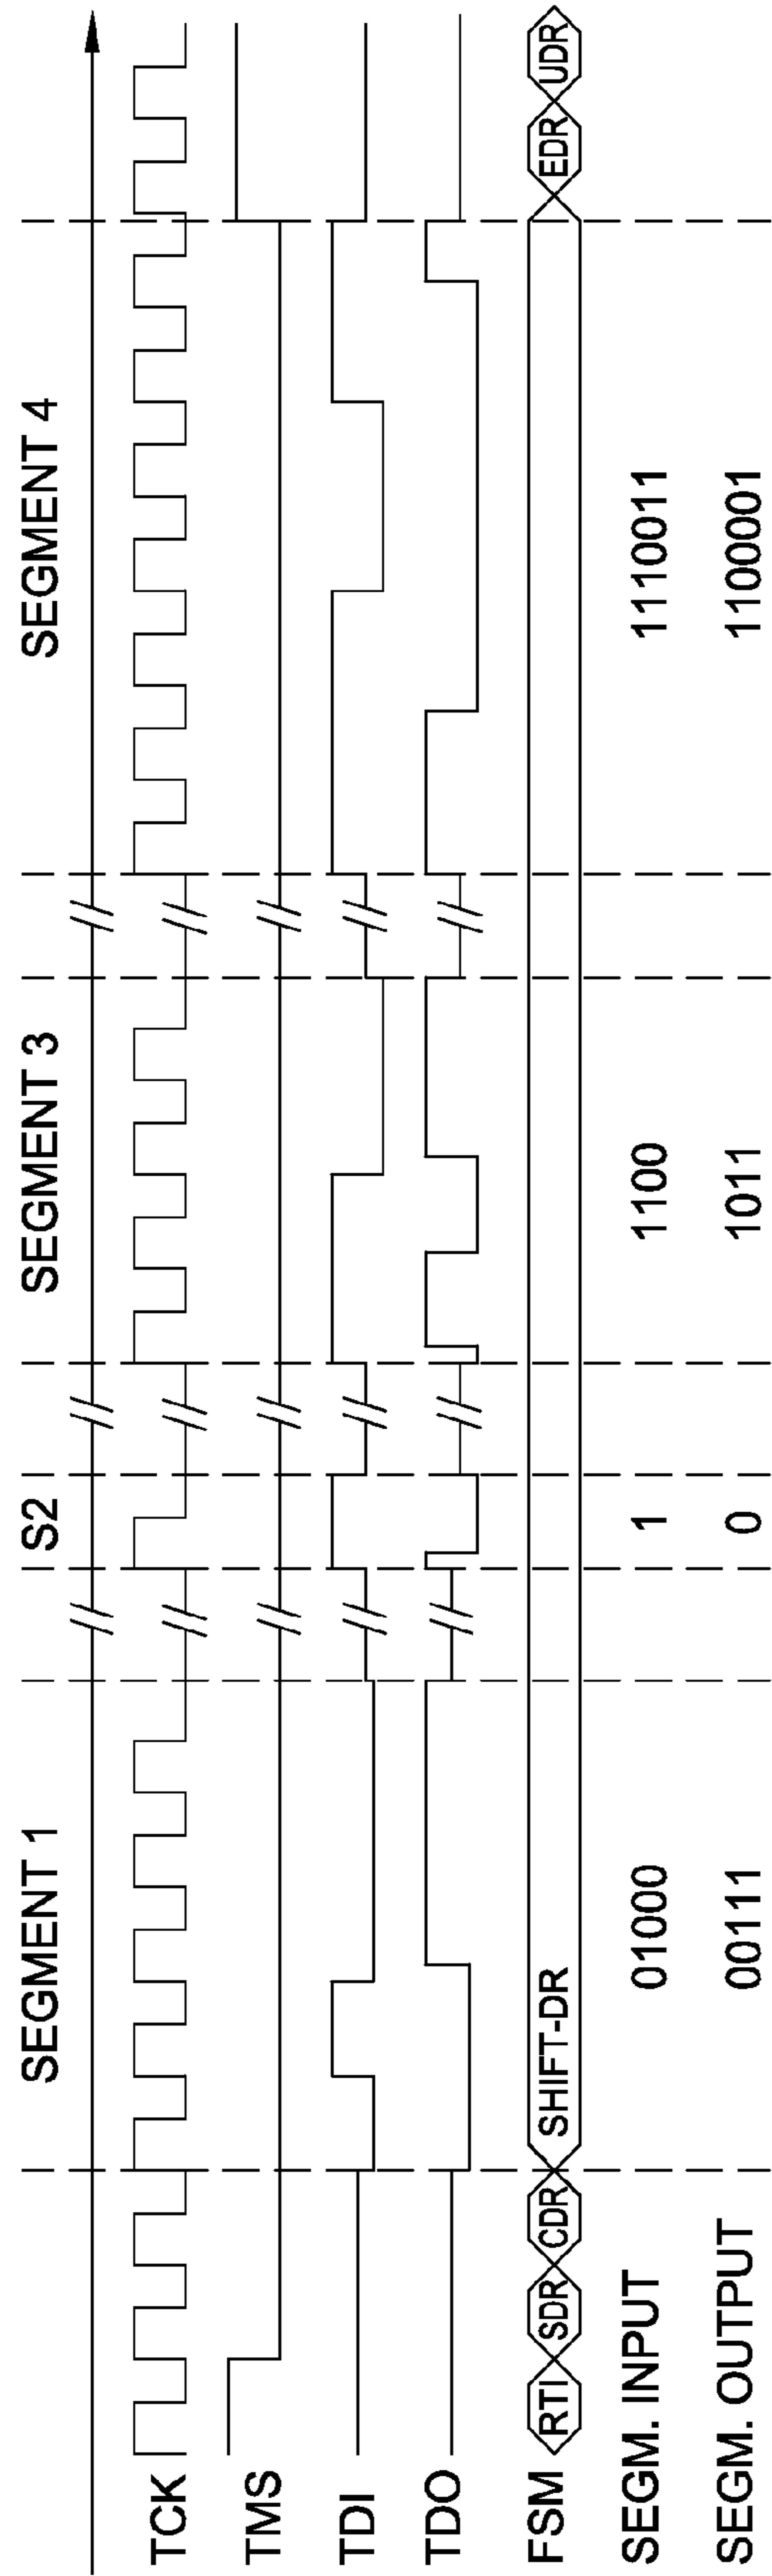 SEGMENT 1 S2 SEGMENT 3 SEGMENT 4
TCK
TMS
TDI
TDO
FSM RTI SDR CDR SHIFT-DR EDR UDR
SEGM. INPUT 01000 1 1100 1110011
SEGM. OUTPUT 00111 0 1011 1100001